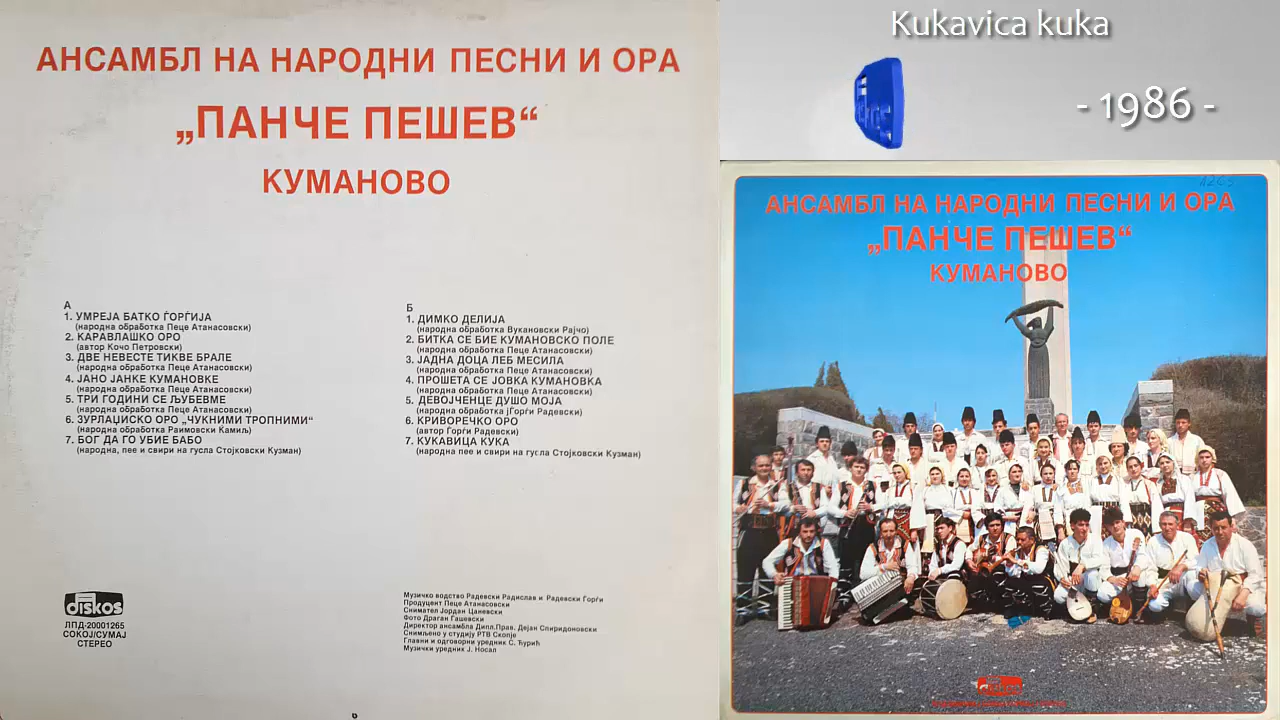 АНСАМБЛ НА НАРОДНИ ПЕСНИ И ОРА
„ПАНЧЕ ПЕШЕВ“
КУМАНОВО
А
1. УМРЕЈА БАТКО ЃОРЃИЈА
(народна обработка Пеце Атанасовски)
2. КАРАВЛАШКО ОРО
(автор Кочо Петровски)
3. ДВЕ НЕВЕСТЕ ТИКВЕ БРАЛЕ
(народна обработка Пеце Атанасовски)
4. ЈАНО ЈАНКЕ КУМАНОВКЕ
(народна обработка Пеце Атанасовски)
5. ТРИ ГОДИНИ СЕ ЉУБЕВМЕ
(народна обработка Пеце Атанасовски)
6. ЗУРЛАЏИСКО ОРО „ЧУКНИМИ ТРОПНИМИ“
(народна обработка Раимовски Камиљ)
7. БОГ ДА ГО УБИЕ БАБО
(народна, пее и свири на гусла Стојковски Кузман)
Б
1. ДИМКО ДЕЛИЈА
(народна обработка Вукановски Рајчо)
2. БИТКА СЕ БИЕ КУМАНОВСКО ПОЛЕ
(народна обработка Пеце Атанасовски)
3. ЈАДНА ДОЦА ЛЕБ МЕСИЛА
(народна обработка Пеце Атанасовски)
4. ПРОШЕТА СЕ ЈОВКА КУМАНОВКА
(народна обработка Пеце Атанасовски)
5. ДЕВОЈЧЕНЦЕ ДУШО МОЈА
(народна обработка јГорѓи Радевски)
6. КРИВОРЕЧКО ОРО
(автор Горѓи Радевски)
7. КУКАВИЦА КУКА
(народна пее и свири на гусла Стојковски Кузман)
diskos
ЛПД-20001265
СОКОЈ/СУМАЈ
СТЕРЕО
Музичко водство Радевски Радислав и Радевски Ѓорѓи
Продуцент Пеце Атанасовски
Снимател Јордан Цаневски
Фото Драган Гашевски
Директор ансамбла Дипл.Прав. Дејан Спиридоновски
Снимљено у студију РТВ Скопје
Главни и одговорни уредник С. Ђурић
Музички уредник Ј. Носал
Kukavica kuka
- 1986 -
1265
АНСАМБЛ НА НАРОДНИ ПЕСНИ И ОРА
„ПАНЧЕ ПЕШЕВ“
КУМАНОВО
diskos